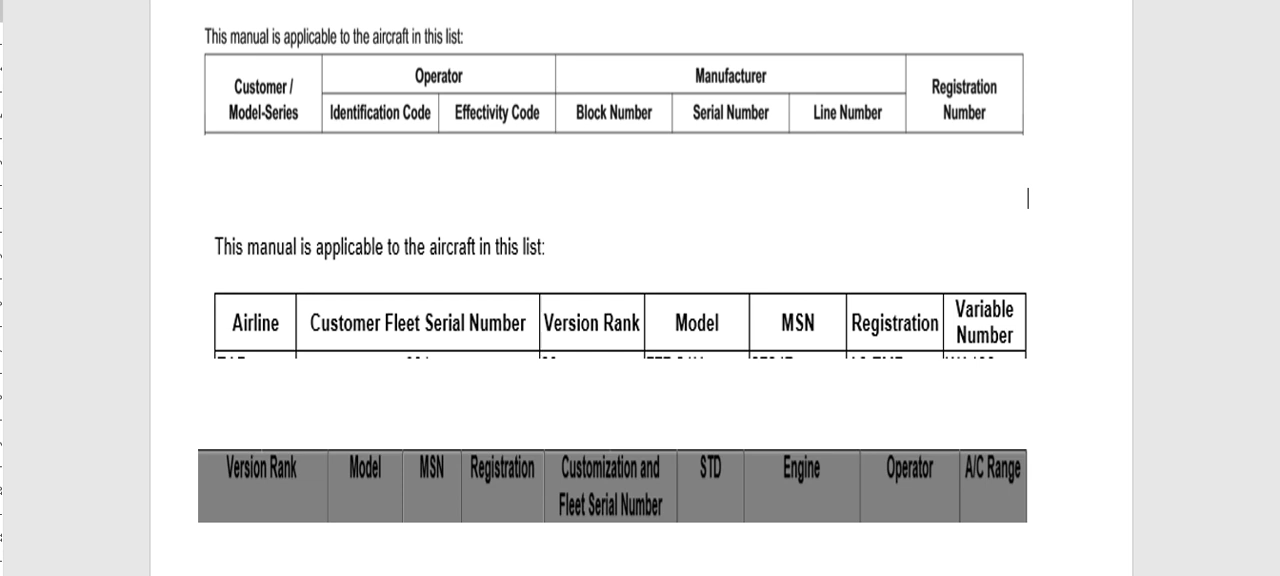 This manual is applicable to the aircraft in this list:
Customer / Model-Series
Operator
Manufacturer
Registration Number
Identification Code
Effectivity Code
Block Number
Serial Number
Line Number
This manual is applicable to the aircraft in this list:
Airline
Customer Fleet Serial Number
Version Rank
Model
MSN
Registration
Variable Number
Version Rank
Model
MSN
Registration
Customization and Fleet Serial Number
STD
Engine
Operator
A/C Range